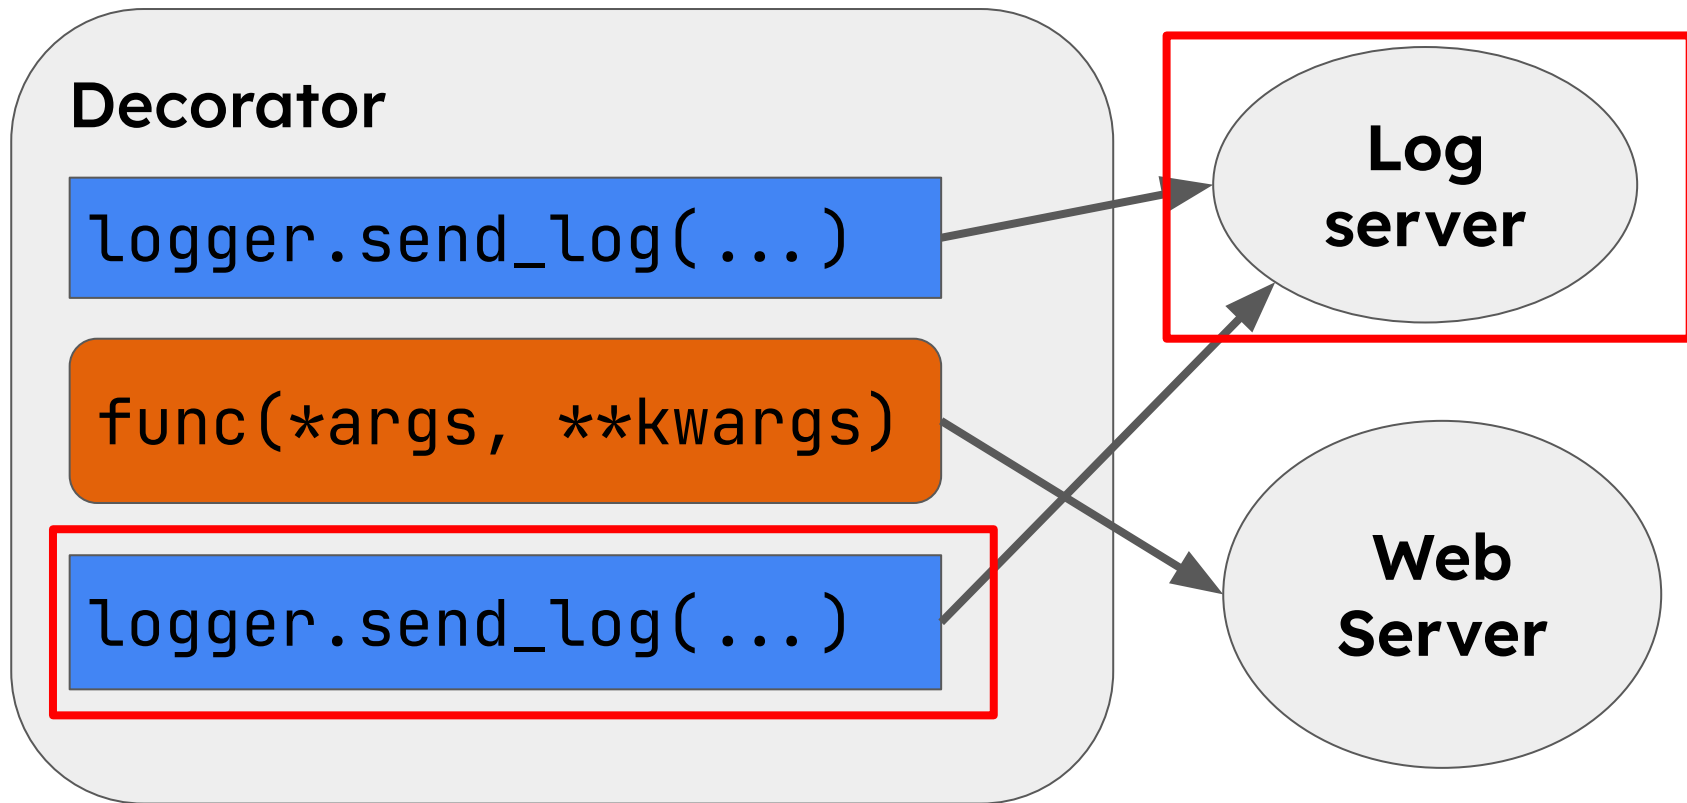 Decorator
logger.send_log(...)
func(*args, **kwargs)
logger.send_log(...)
Log
server
Web
Server